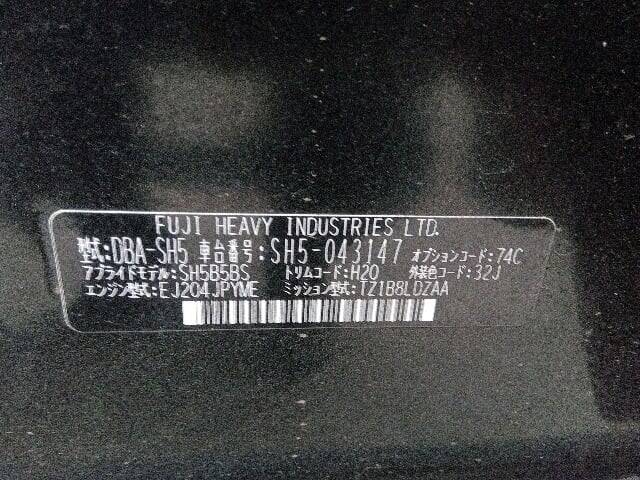 FUJI HEAVY INDUSTRIES LTD.
型式:DBA-SH5 車台番号:SH5-043147 オプションコード:74C
アプライドモデル:SH5B5BS トリムコード:H20 外装色コード:32J
エンジン型式:EJ204JPYME ミッション型式:TZ1B8LDZAA